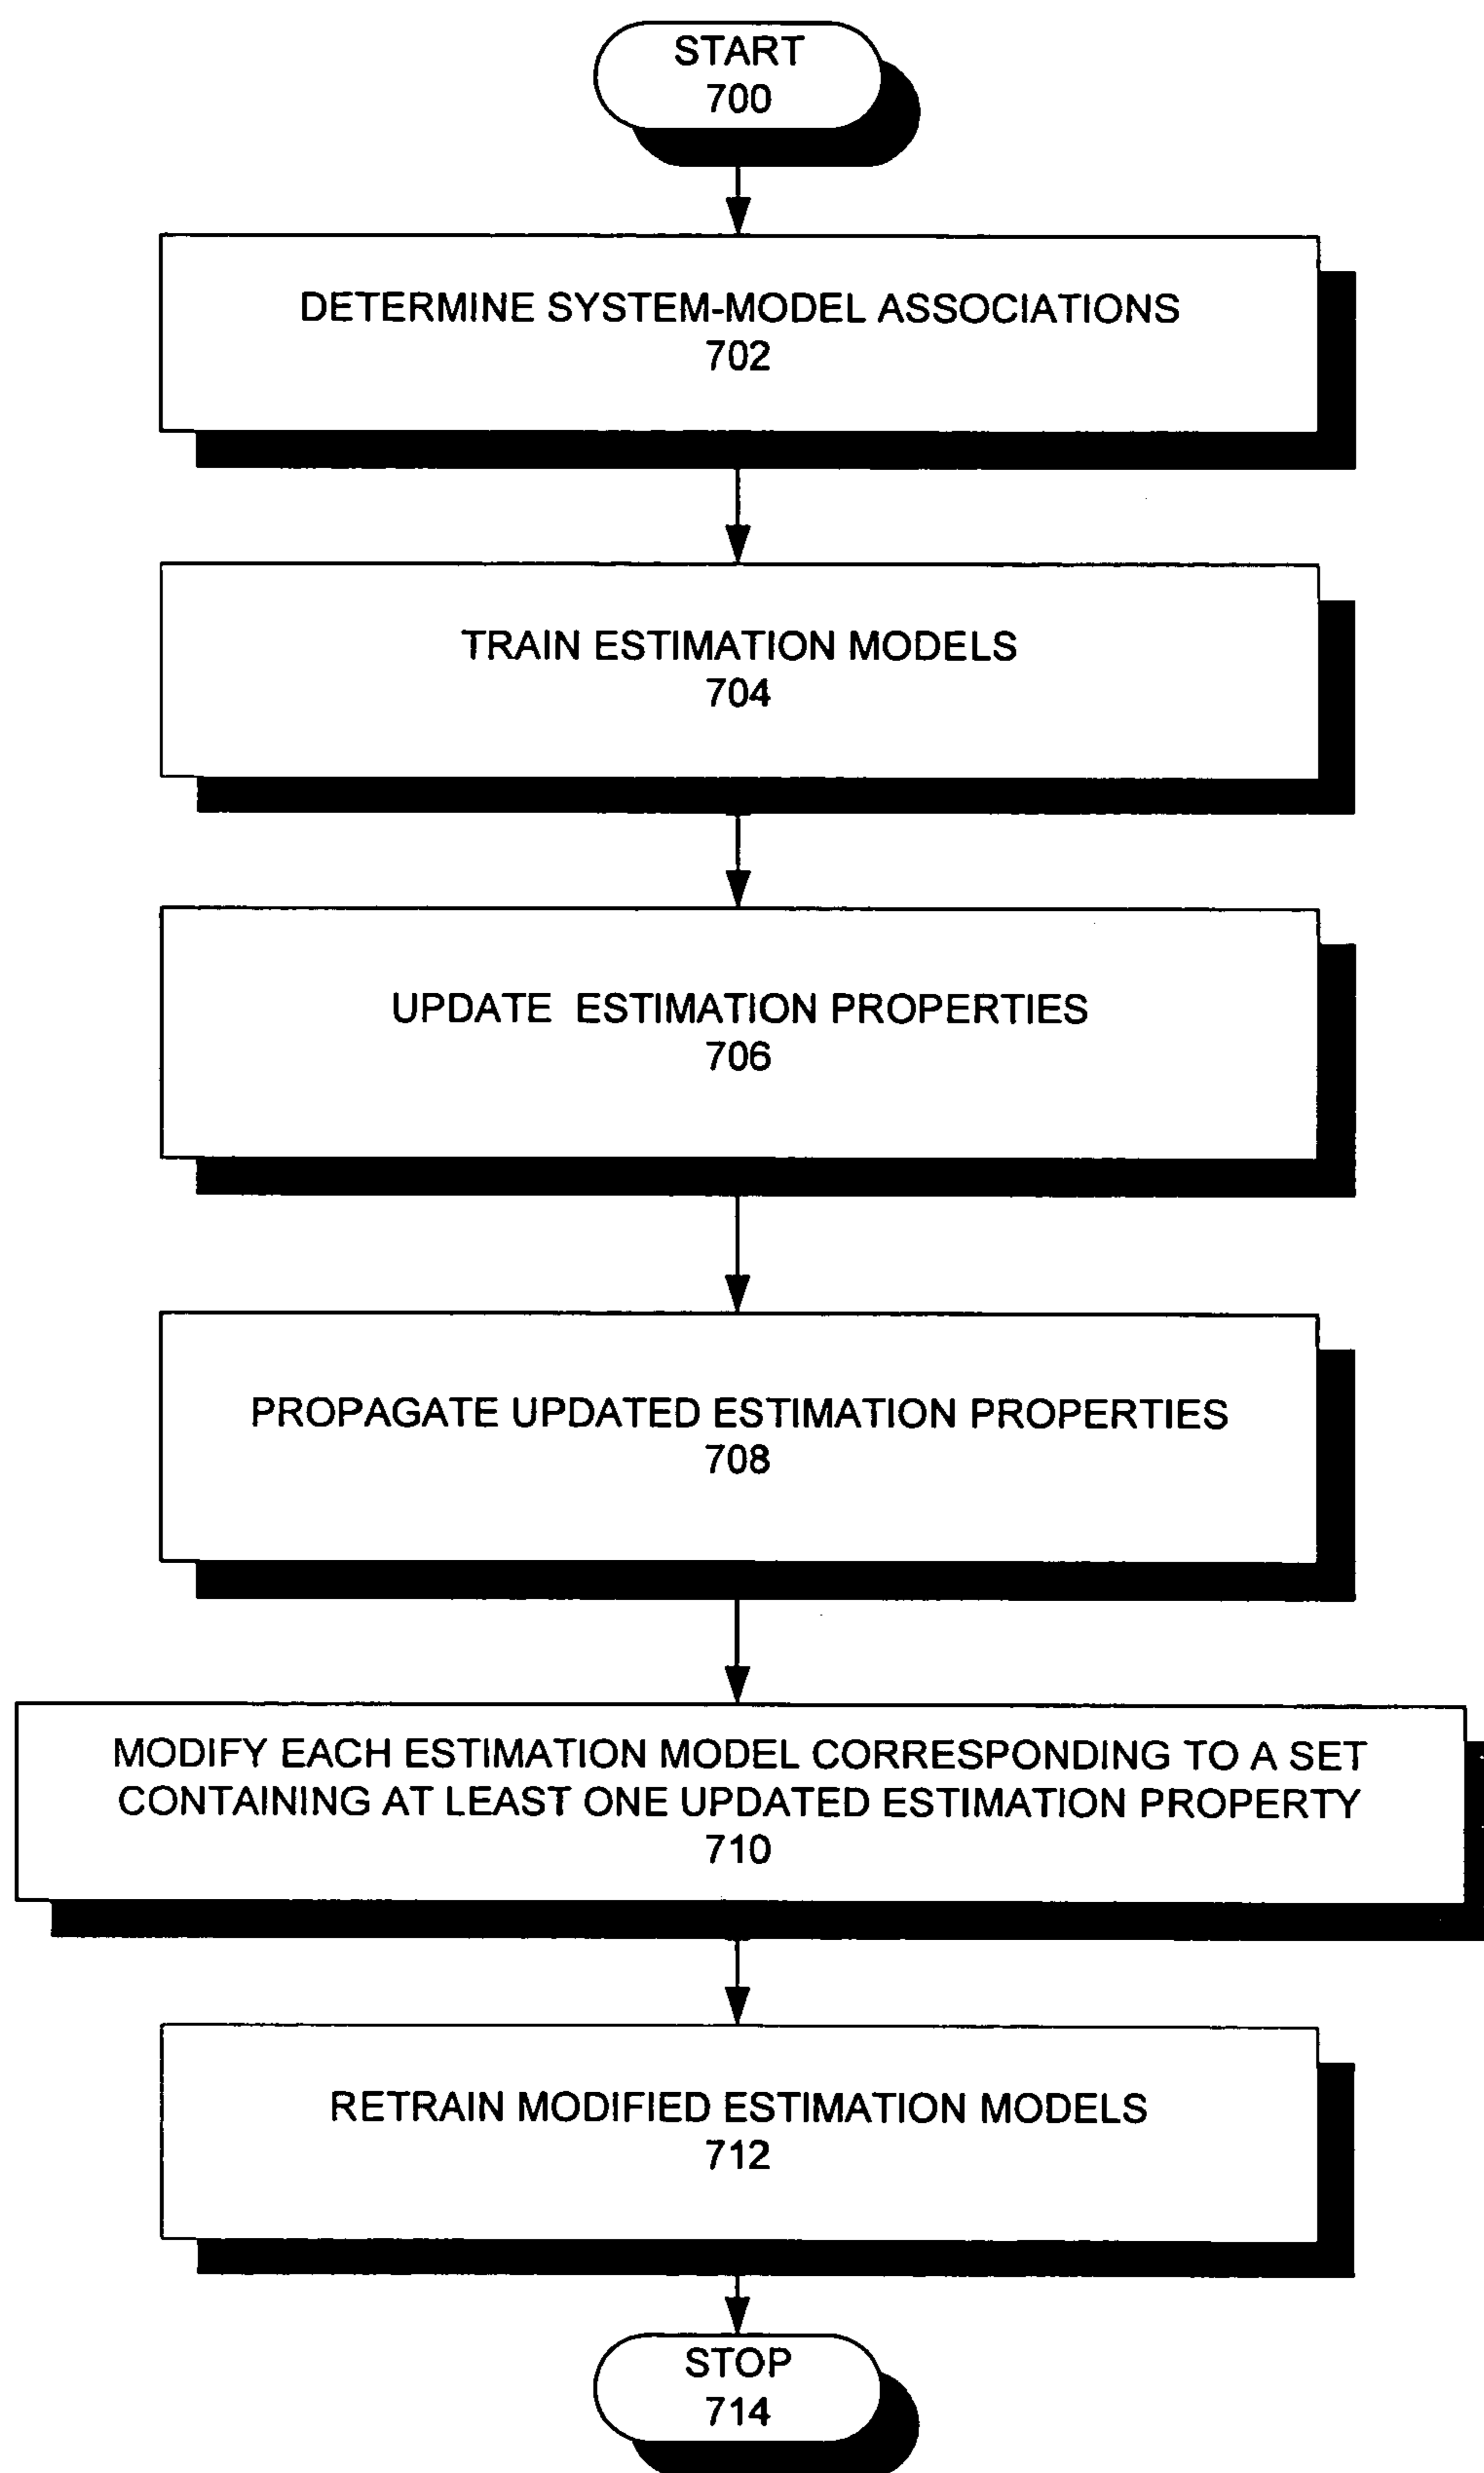 START
700
DETERMINE SYSTEM-MODEL ASSOCIATIONS
702
TRAIN ESTIMATION MODELS
704
UPDATE ESTIMATION PROPERTIES
706
PROPAGATE UPDATED ESTIMATION PROPERTIES
708
MODIFY EACH ESTIMATION MODEL CORRESPONDING TO A SET
CONTAINING AT LEAST ONE UPDATED ESTIMATION PROPERTY
710
RETRAIN MODIFIED ESTIMATION MODELS
712
STOP
714